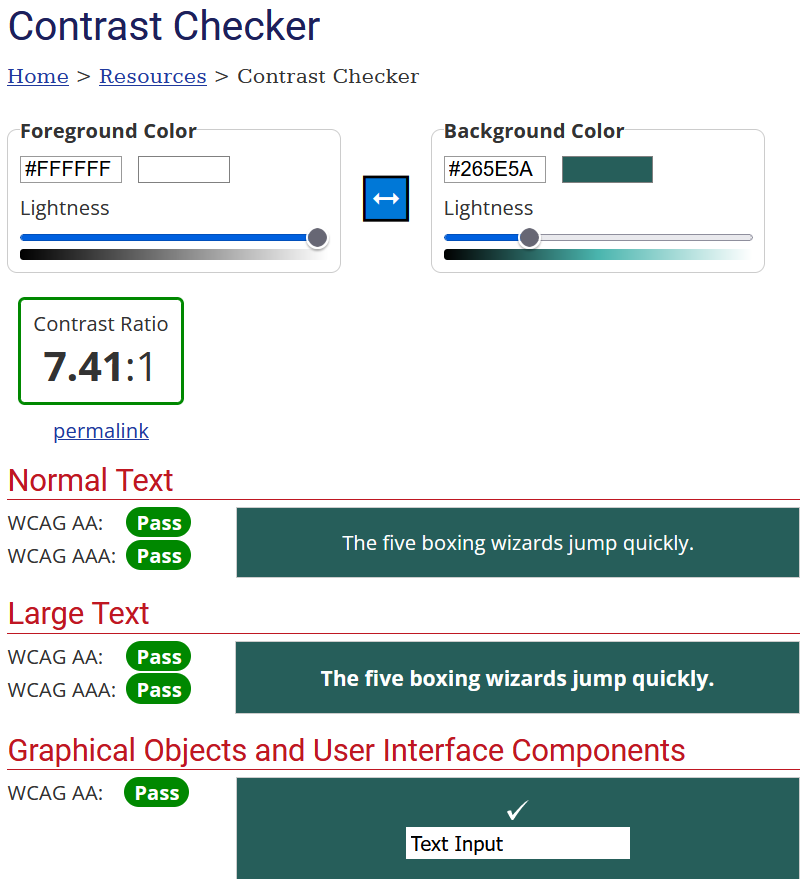 Contrast Checker
Home > Resources > Contrast Checker
Foreground Color
#FFFFFF
Lightness
Background Color
#265E5A
Lightness
Contrast Ratio
7.41:1
permalink
Normal Text
WCAG AA: Pass
WCAG AAA: Pass
The five boxing wizards jump quickly.
Large Text
WCAG AA: Pass
WCAG AAA: Pass
The five boxing wizards jump quickly.
Graphical Objects and User Interface Components
WCAG AA: Pass
✓
Text Input